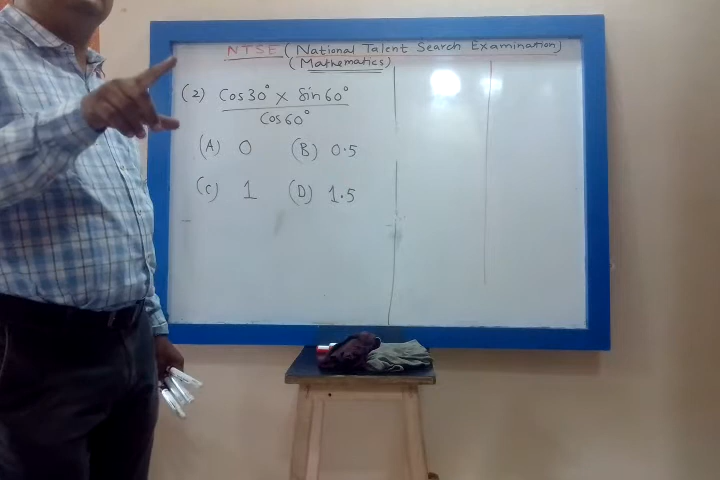 NTSE (National Talent Search Examination)
(Mathematics)
(2) Cos30° × Sin60°
Cos60°
(A) 0 (B) 0.5
(C) 1 (D) 1.5